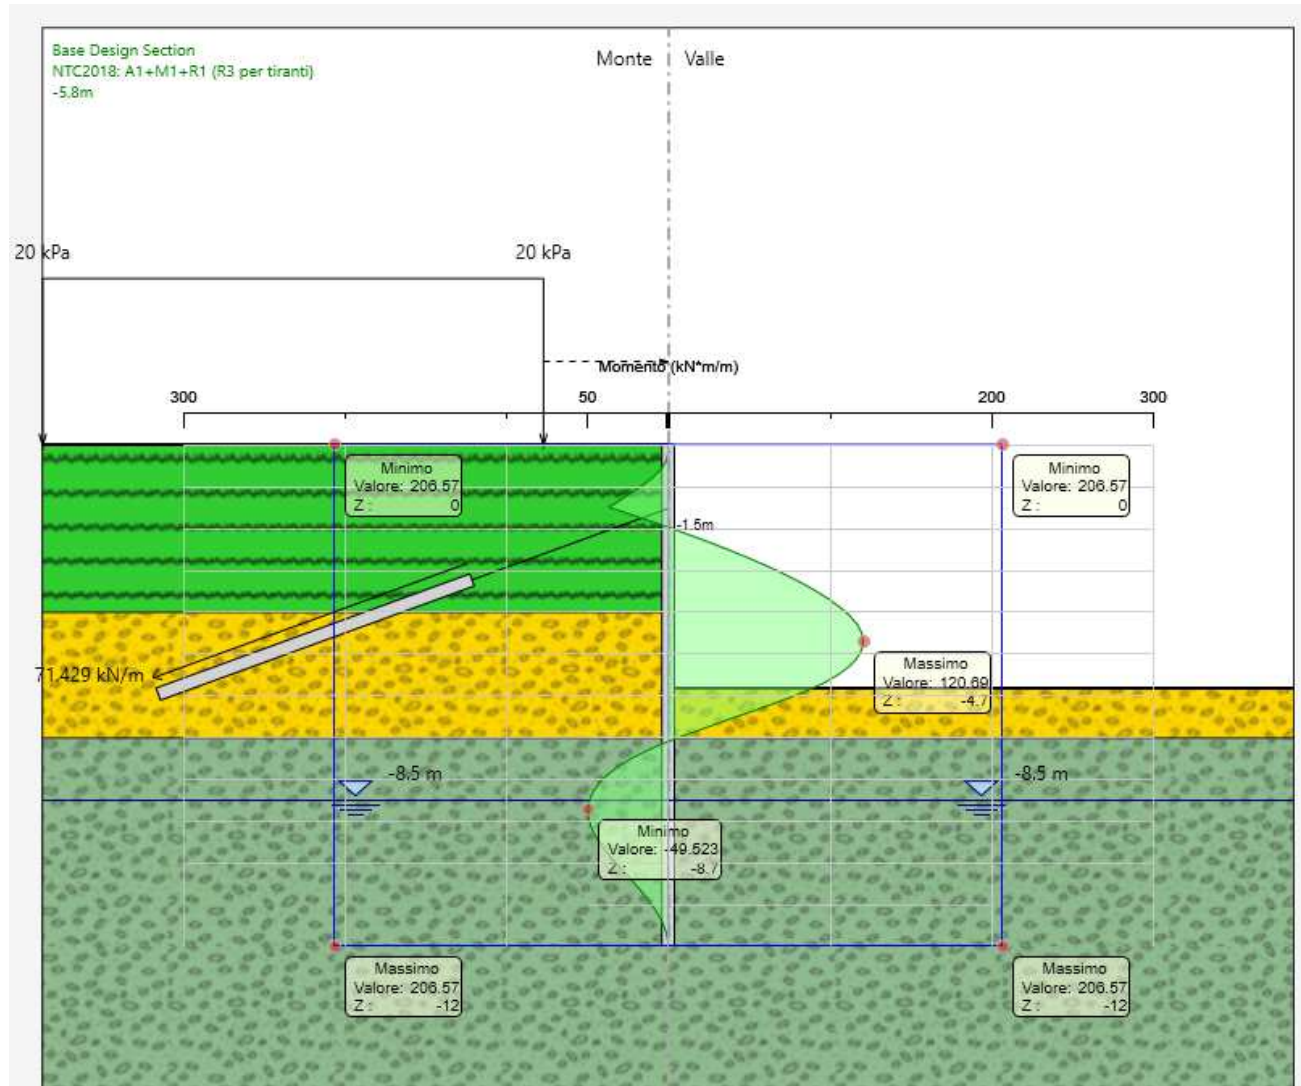 Base Design Section
NTC2018: A1+M1+R1 (R3 per tiranti)
-5.8m
Monte Valle
20 kPa 20 kPa
Momento (kN*m/m)
300 50 200 300
Minimo
Valore: 206.57
Z : 0
Minimo
Valore: 206.57
Z : 0
-1.5m
71.429 kN/m
Massimo
Valore: 120.69
Z : -4.7
-8.5 m -8.5 m
Minimo
Valore: -49.523
Z : -8.7
Massimo
Valore: 206.57
Z : -12
Massimo
Valore: 206.57
Z : -12